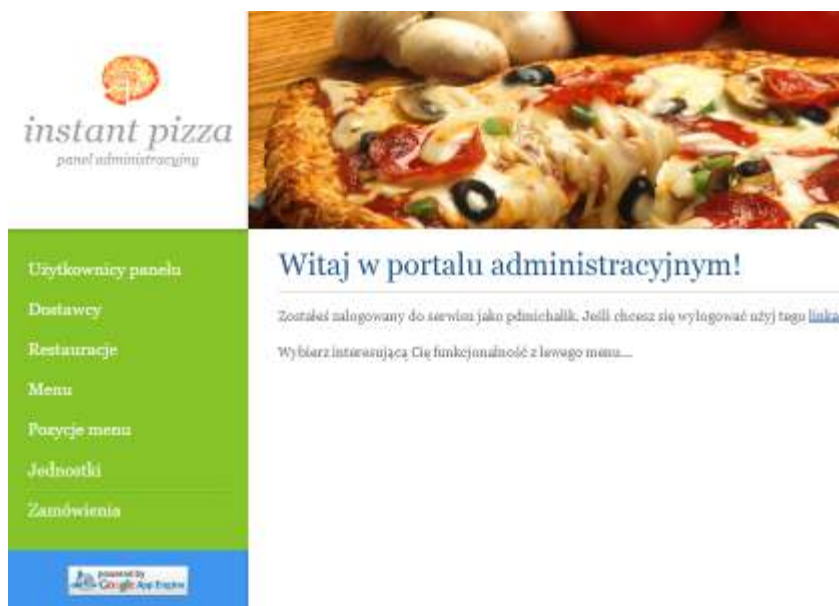 instant pizza
panel administracyjny
Użytkownicy panelu
Dostawcy
Restauracje
Menu
Pozycje menu
Jednostki
Zamówienia
powered by
Google App Engine
Witaj w portalu administracyjnym!
Zostałeś zalogowany do serwisu jako pdmichalik. Jeśli chcesz się wylogować użyj tego linka
Wybierz interesującą Cię funkcjonalność z lewego menu...